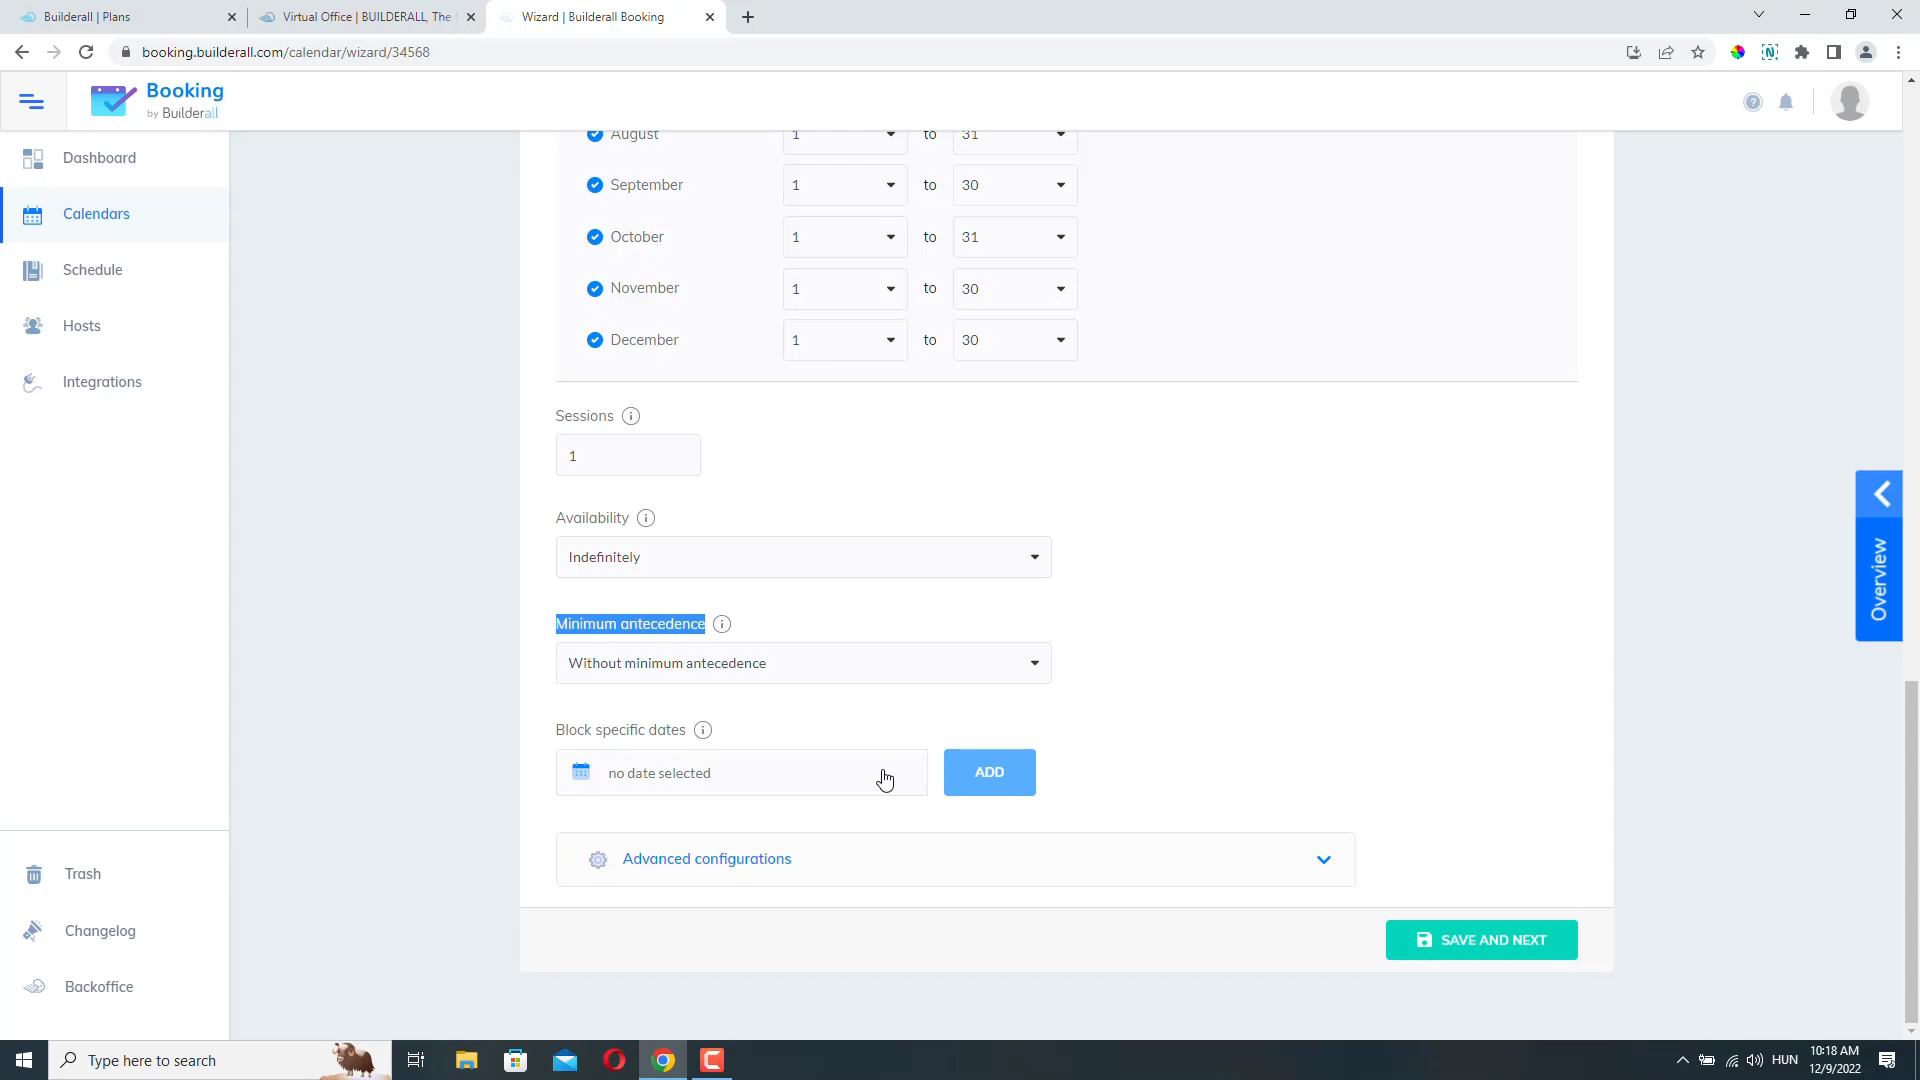 Builderall | Plans
Virtual Office | BUILDERALL, The
Wizard | Builderall Booking
booking.builderall.com/calendar/wizard/34568
Booking
by Builderall
Dashboard
Calendars
Schedule
Hosts
Integrations
Trash
Changelog
Backoffice
August 1 to 31
September 1 to 30
October 1 to 31
November 1 to 30
December 1 to 30
Sessions
1
Availability
Indefinitely
Minimum antecedence
Without minimum antecedence
Block specific dates
no date selected
ADD
Advanced configurations
SAVE AND NEXT
Overview
Type here to search
HUN
10:18 AM
12/9/2022